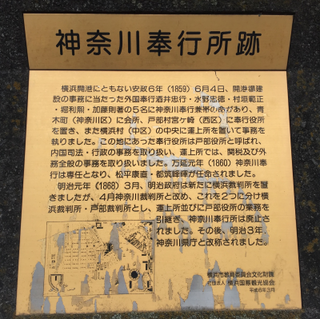 神奈川奉行所跡
横浜開港にともない安政6年（1859）6月4日、開港場建
設の事務に当たった外国奉行酒井忠行・水野忠徳・村垣範正
・堀利熙・加藤則著の5名に神奈川奉行兼帯の命があり、青
木町（神奈川区）に会所、戸部村宮ヶ崎（西区）に奉行役所
を置き、また横浜村（中区）の中央に運上所を置いて事務を
執りました。この地にあった奉行役所は戸部役所と呼ばれ、
内国司法・行政の事務を取り扱い、運上所では、関税及び外
務全般の事務を取り扱いました。万延元年（1860）神奈川奉
行は専任となり、松平康直・都筑峰暉が任命されました。
明治元年（1868）3月、明治政府は新たに横浜裁判所を置
きましたが、4月神奈川裁判所と改め、これを2つに分け横
浜裁判所・戸部裁判所とし、運上所並びに戸部役所の業務を
引継ぎ、神奈川奉行所は廃止さ
れました。その後、明治3年、
神奈川県庁と改称されました。
横浜市教育委員会文化財課
社団法人 横浜国際観光協会